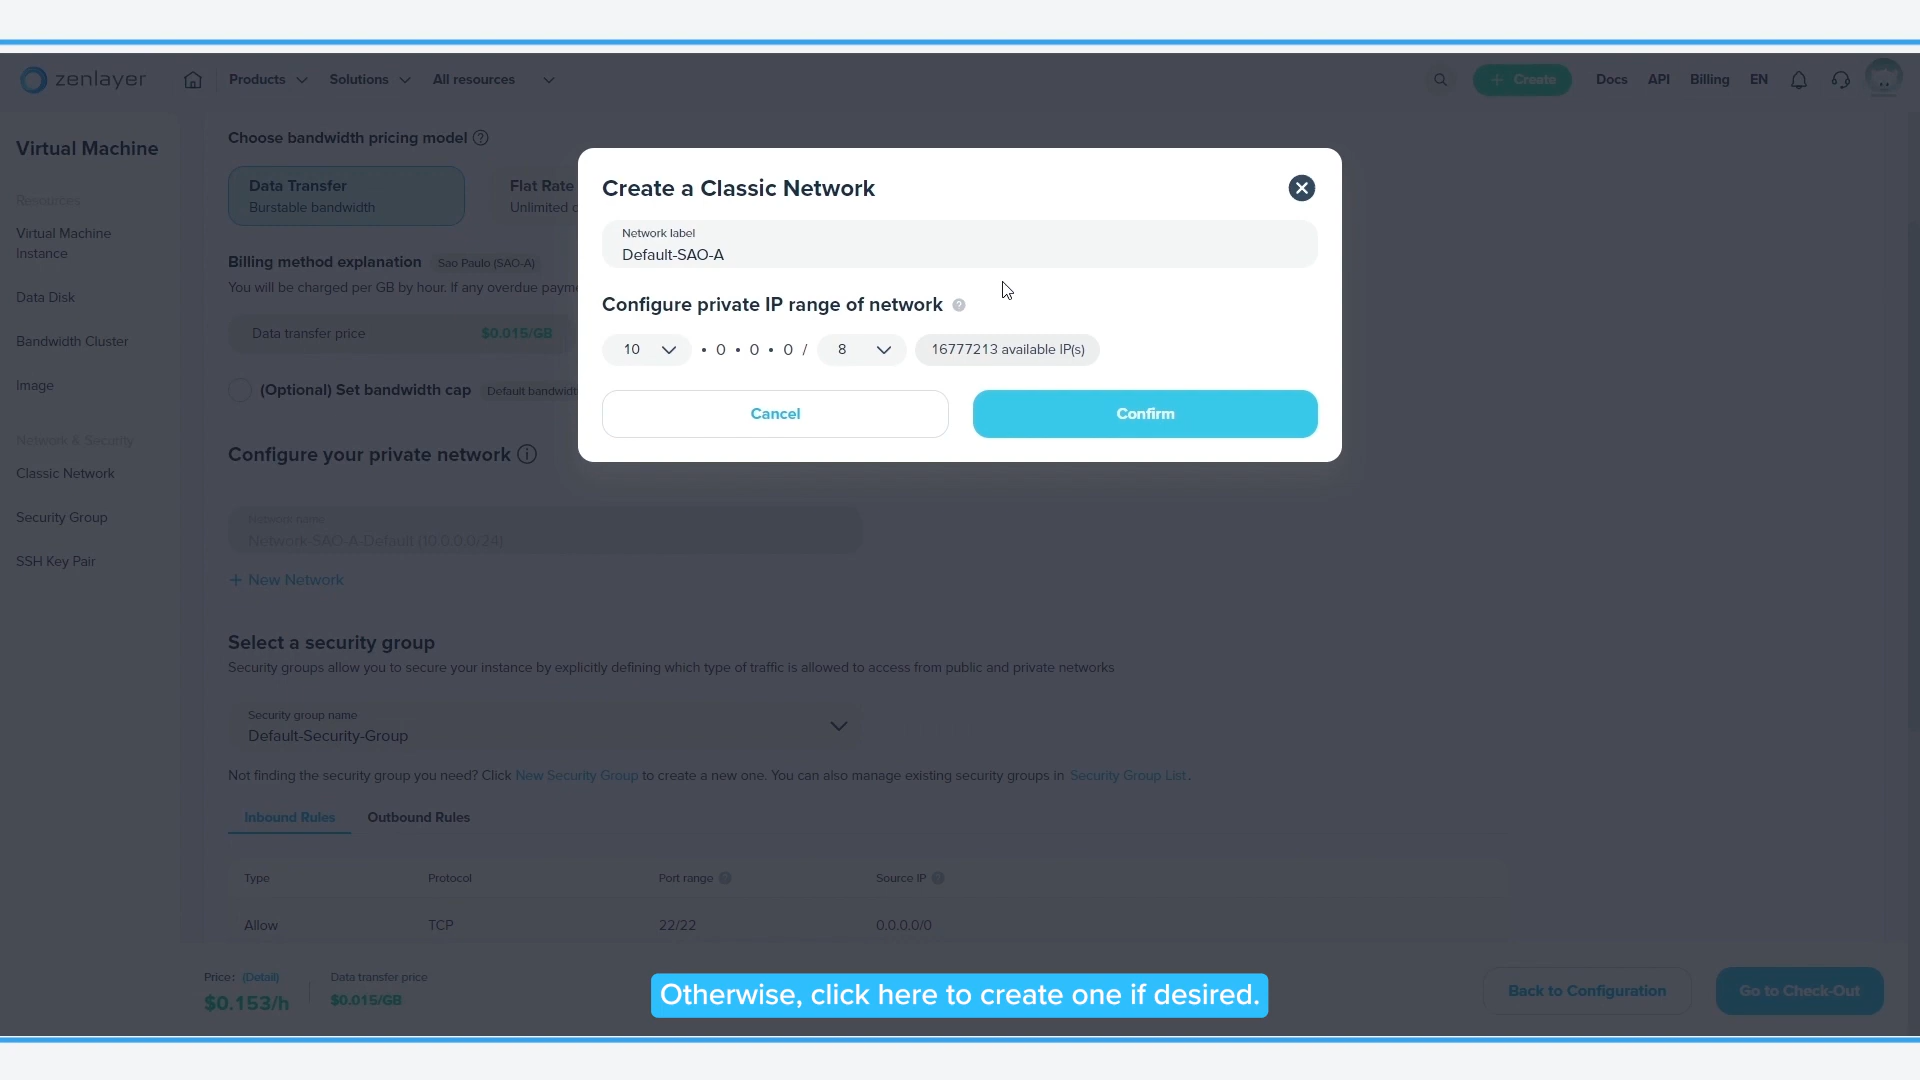 zenlayer
Products
Solutions
All resources
+ Create
Docs
API
Billing
EN
Virtual Machine
Resources
Virtual Machine
Instance
Data Disk
Bandwidth Cluster
Image
Network & Security
Classic Network
Security Group
SSH Key Pair
Choose bandwidth pricing model
Data Transfer
Burstable bandwidth
Flat Rate
Unlimited
Billing method explanation
Sao Paulo (SAO-A)
You will be charged per GB by hour. If any overdue
Data transfer price
$0.015/GB
(Optional) Set bandwidth cap
Default
Configure your private network
Network name
Network-SAO-A-Default (10.0.0.0/24)
+ New Network
Create a Classic Network
Network label
Default-SAO-A
Configure private IP range of network
10 • 0 • 0 • 0 / 8 16777213 available IP(s)
Cancel
Confirm
Select a security group
Security groups allow you to secure your instance by explicitly defining which type of traffic is allowed to access from public and private networks
Security group name
Default-Security-Group
Not finding the security group you need? Click New Security Group to create a new one. You can also manage existing security groups in Security Group List.
Inbound Rules
Outbound Rules
Type Protocol Port range Source IP
Allow TCP 22/22 0.0.0.0/0
Price: (Detail)
$0.153/h
Data transfer price
$0.015/GB
Otherwise, click here to create one if desired.
Back to Configuration
Go to Check-Out